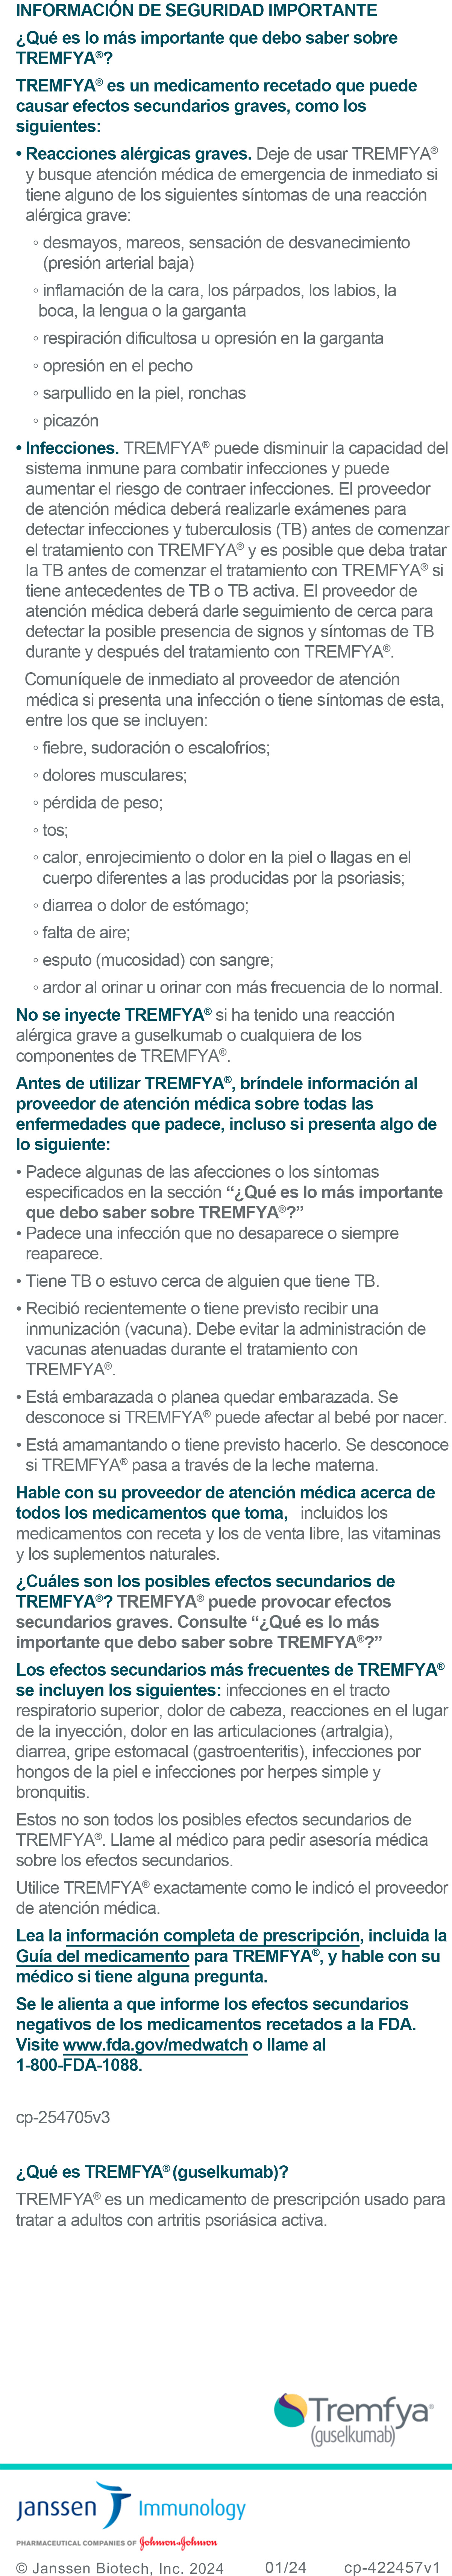 INFORMACIÓN DE SEGURIDAD IMPORTANTE
¿Qué es lo más importante que debo saber sobre
TREMFYA®?
TREMFYA® es un medicamento recetado que puede
causar efectos secundarios graves, como los
siguientes:
• Reacciones alérgicas graves. Deje de usar TREMFYA®
y busque atención médica de emergencia de inmediato si
tiene alguno de los siguientes síntomas de una reacción
alérgica grave:
◦ desmayos, mareos, sensación de desvanecimiento
(presión arterial baja)
◦ inflamación de la cara, los párpados, los labios, la
boca, la lengua o la garganta
◦ respiración dificultosa u opresión en la garganta
◦ opresión en el pecho
◦ sarpullido en la piel, ronchas
◦ picazón
• Infecciones. TREMFYA® puede disminuir la capacidad del
sistema inmune para combatir infecciones y puede
aumentar el riesgo de contraer infecciones. El proveedor
de atención médica deberá realizarle exámenes para
detectar infecciones y tuberculosis (TB) antes de comenzar
el tratamiento con TREMFYA® y es posible que deba tratar
la TB antes de comenzar el tratamiento con TREMFYA® si
tiene antecedentes de TB o TB activa. El proveedor de
atención médica deberá darle seguimiento de cerca para
detectar la posible presencia de signos y síntomas de TB
durante y después del tratamiento con TREMFYA®.
Comuníquele de inmediato al proveedor de atención
médica si presenta una infección o tiene síntomas de esta,
entre los que se incluyen:
◦ fiebre, sudoración o escalofríos;
◦ dolores musculares;
◦ pérdida de peso;
◦ tos;
◦ calor, enrojecimiento o dolor en la piel o llagas en el
cuerpo diferentes a las producidas por la psoriasis;
◦ diarrea o dolor de estómago;
◦ falta de aire;
◦ esputo (mucosidad) con sangre;
◦ ardor al orinar u orinar con más frecuencia de lo normal.
No se inyecte TREMFYA® si ha tenido una reacción
alérgica grave a guselkumab o cualquiera de los
componentes de TREMFYA®.
Antes de utilizar TREMFYA®, bríndele información al
proveedor de atención médica sobre todas las
enfermedades que padece, incluso si presenta algo de
lo siguiente:
• Padece algunas de las afecciones o los síntomas
especificados en la sección “¿Qué es lo más importante
que debo saber sobre TREMFYA®?”
• Padece una infección que no desaparece o siempre
reaparece.
• Tiene TB o estuvo cerca de alguien que tiene TB.
• Recibió recientemente o tiene previsto recibir una
inmunización (vacuna). Debe evitar la administración de
vacunas atenuadas durante el tratamiento con
TREMFYA®.
• Está embarazada o planea quedar embarazada. Se
desconoce si TREMFYA® puede afectar al bebé por nacer.
• Está amamantando o tiene previsto hacerlo. Se desconoce
si TREMFYA® pasa a través de la leche materna.
Hable con su proveedor de atención médica acerca de
todos los medicamentos que toma, incluidos los
medicamentos con receta y los de venta libre, las vitaminas
y los suplementos naturales.
¿Cuáles son los posibles efectos secundarios de
TREMFYA®? TREMFYA® puede provocar efectos
secundarios graves. Consulte “¿Qué es lo más
importante que debo saber sobre TREMFYA®?”
Los efectos secundarios más frecuentes de TREMFYA®
se incluyen los siguientes: infecciones en el tracto
respiratorio superior, dolor de cabeza, reacciones en el lugar
de la inyección, dolor en las articulaciones (artralgia),
diarrea, gripe estomacal (gastroenteritis), infecciones por
hongos de la piel e infecciones por herpes simple y
bronquitis.
Estos no son todos los posibles efectos secundarios de
TREMFYA®. Llame al médico para pedir asesoría médica
sobre los efectos secundarios.
Utilice TREMFYA® exactamente como le indicó el proveedor
de atención médica.
Lea la información completa de prescripción, incluida la
Guía del medicamento para TREMFYA®, y hable con su
médico si tiene alguna pregunta.
Se le alienta a que informe los efectos secundarios
negativos de los medicamentos recetados a la FDA.
Visite www.fda.gov/medwatch o llame al
1-800-FDA-1088.
cp-254705v3
¿Qué es TREMFYA® (guselkumab)?
TREMFYA® es un medicamento de prescripción usado para
tratar a adultos con artritis psoriásica activa.
Tremfya®
(guselkumab)
janssen Immunology
PHARMACEUTICAL COMPANIES OF Johnson&Johnson
© Janssen Biotech, Inc. 2024 01/24 cp-422457v1